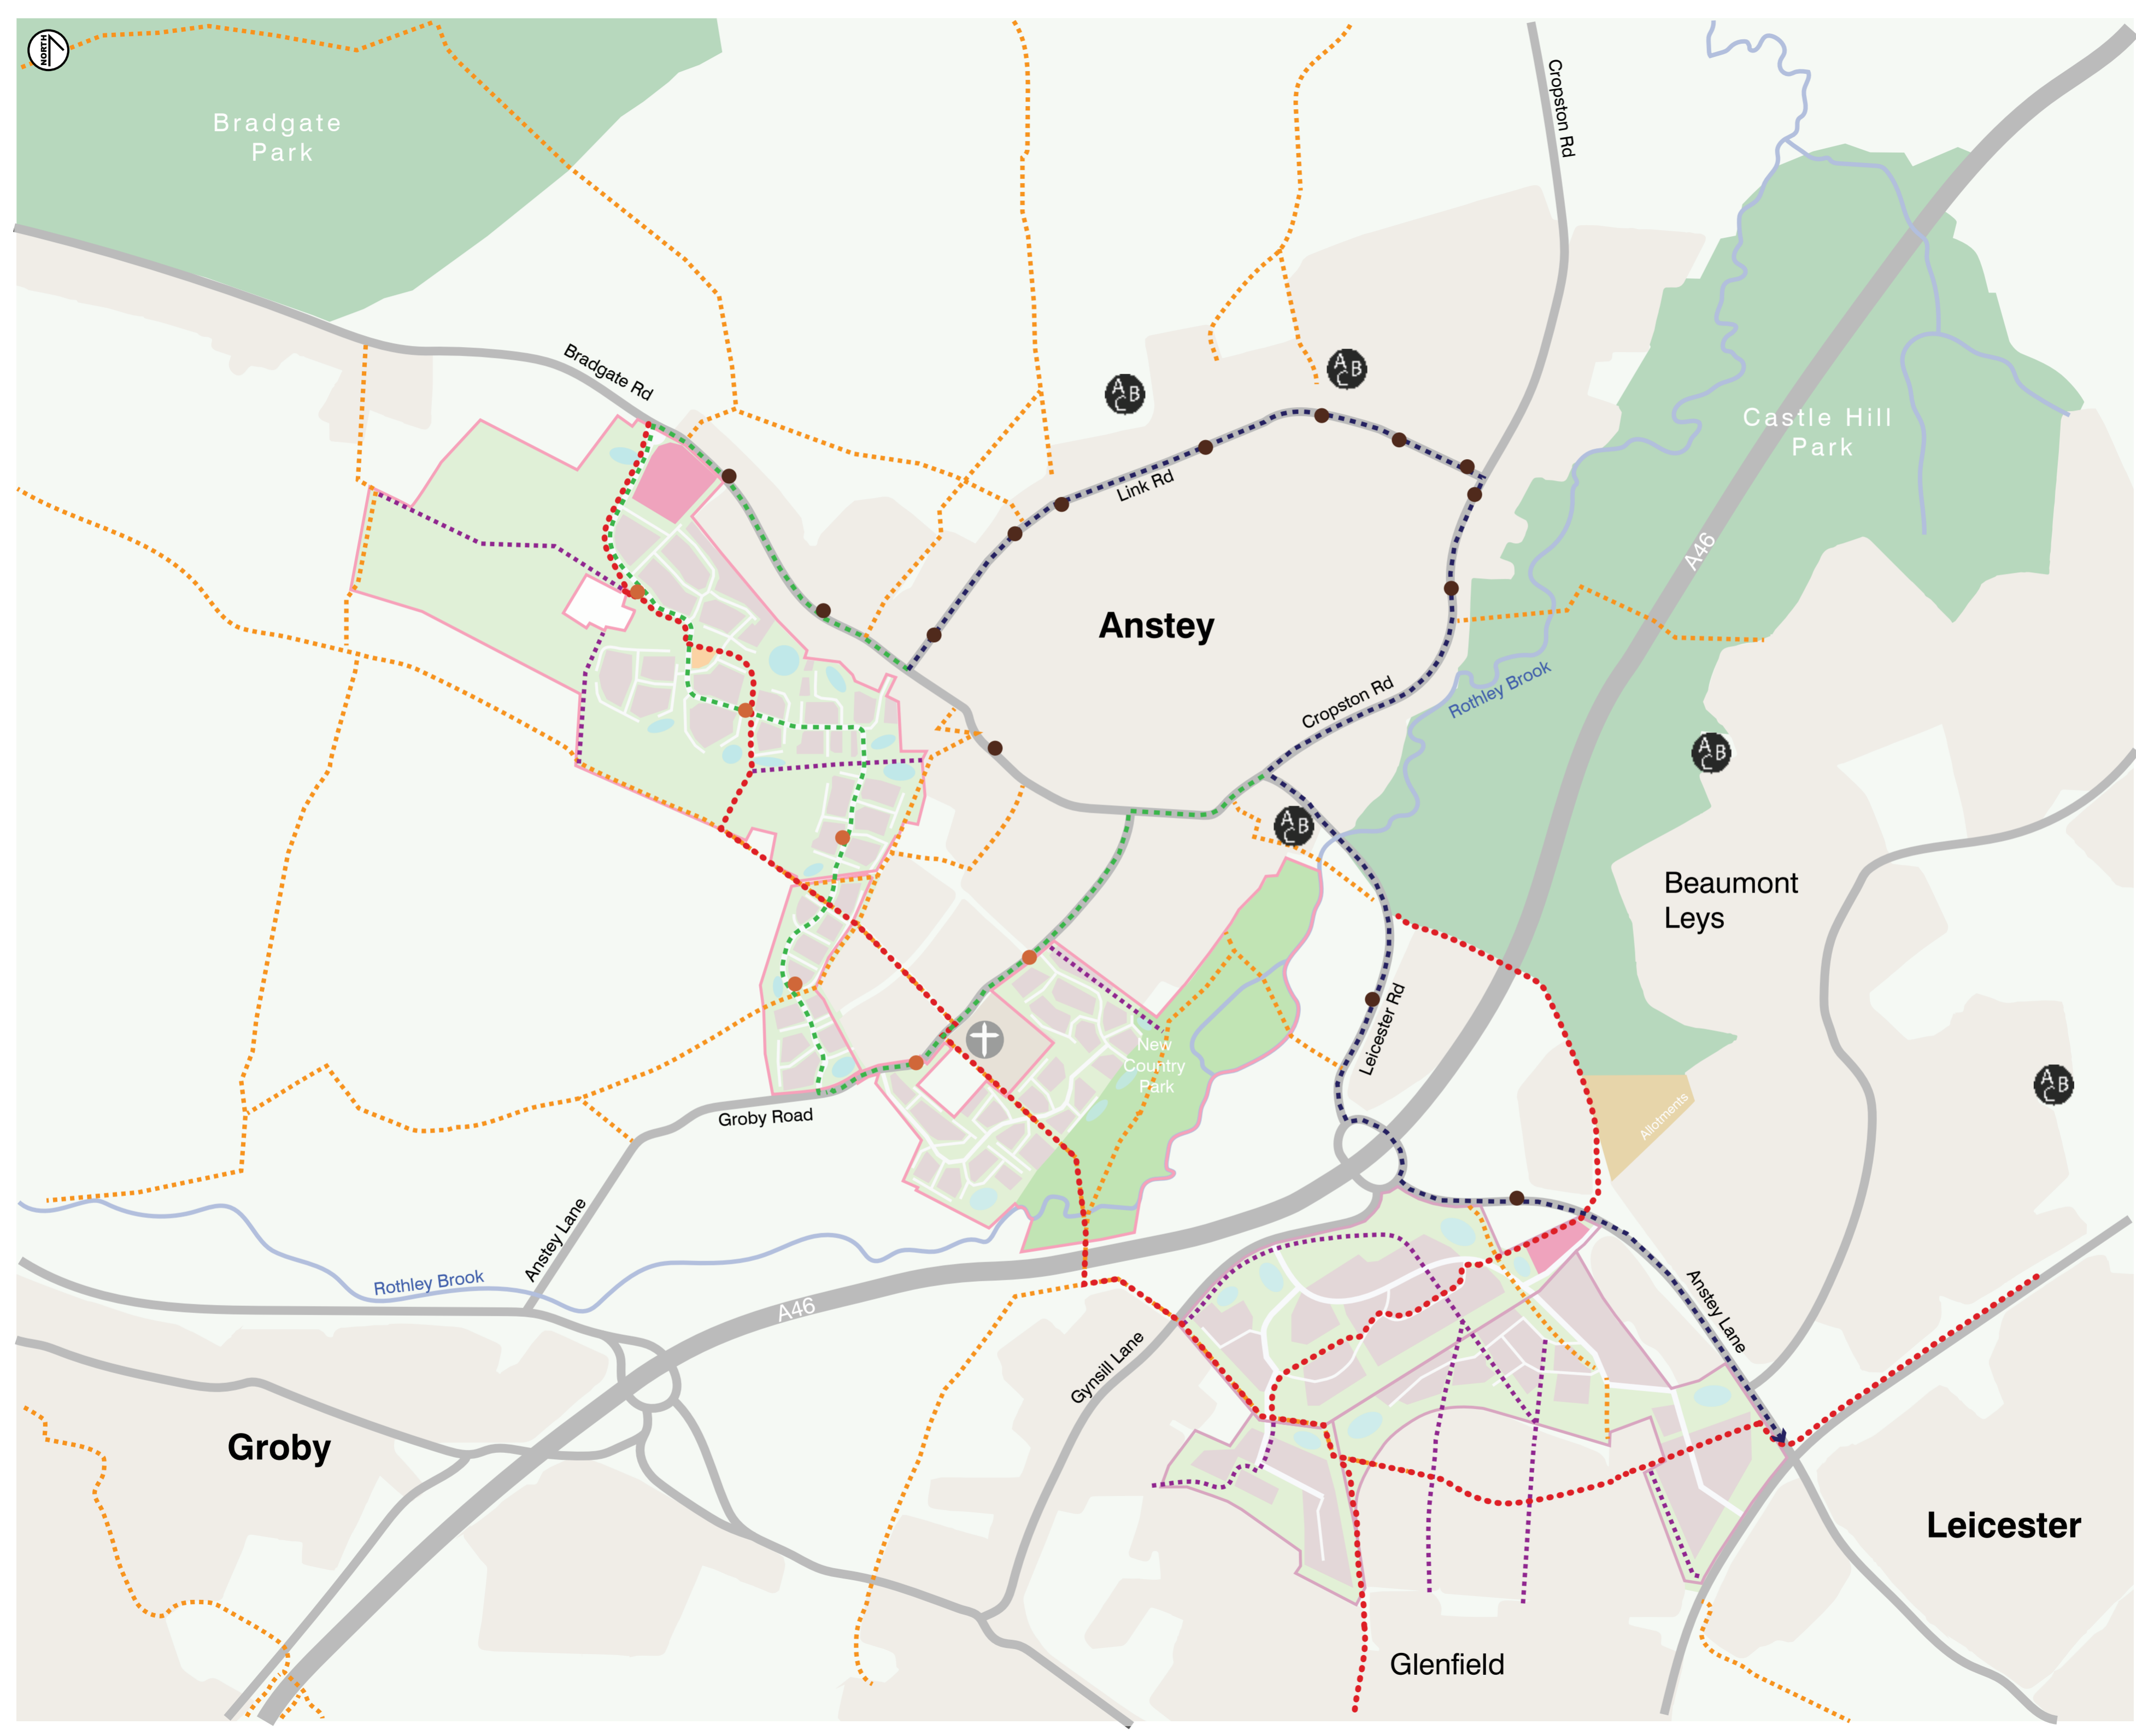 NORTH
Bradgate
Park
Cropston Rd
Bradgate Rd
A
B
C
A
B
C
Castle Hill
Park
Link Rd
A46
Anstey
Rothley Brook
Cropston Rd
A
B
C
A
B
C
Beaumont
Leys
Leicester Rd
New
Country
Park
A
B
C
Allotments
Groby Road
Anstey Lane
Rothley Brook
A46
Anstey Lane
Gynsill Lane
Groby
Leicester
Glenfield